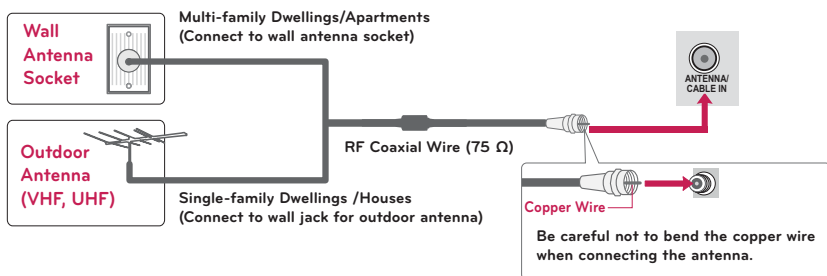 Wall
Antenna
Socket
Multi-family Dwellings/Apartments
(Connect to wall antenna socket)
ANTENNA/
CABLE IN
RF Coaxial Wire (75 Ω)
Outdoor
Antenna
(VHF, UHF)
Single-family Dwellings /Houses
(Connect to wall jack for outdoor antenna)
Copper Wire
Be careful not to bend the copper wire
when connecting the antenna.